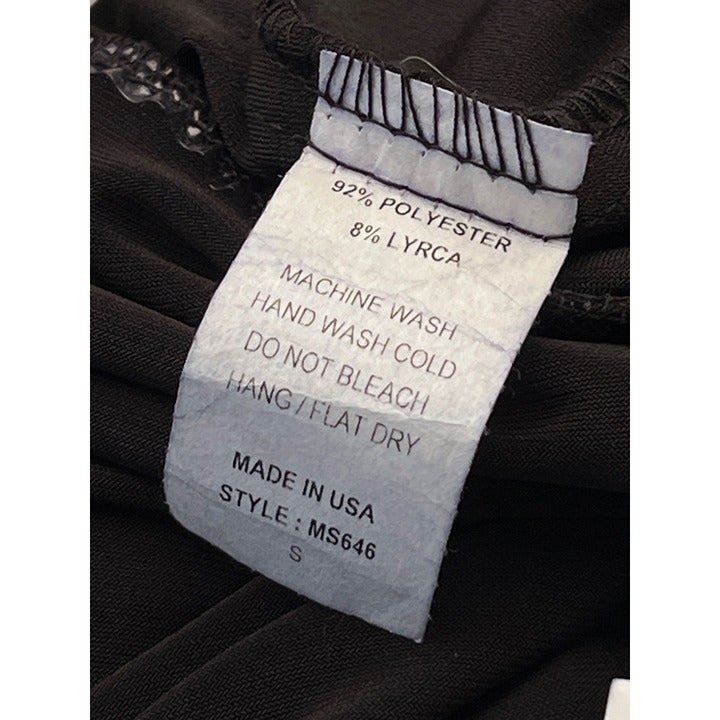 92% POLYESTER
8% LYRCA
MACHINE WASH
HAND WASH COLD
DO NOT BLEACH
HANG / FLAT DRY
MADE IN USA
STYLE : MS646
S